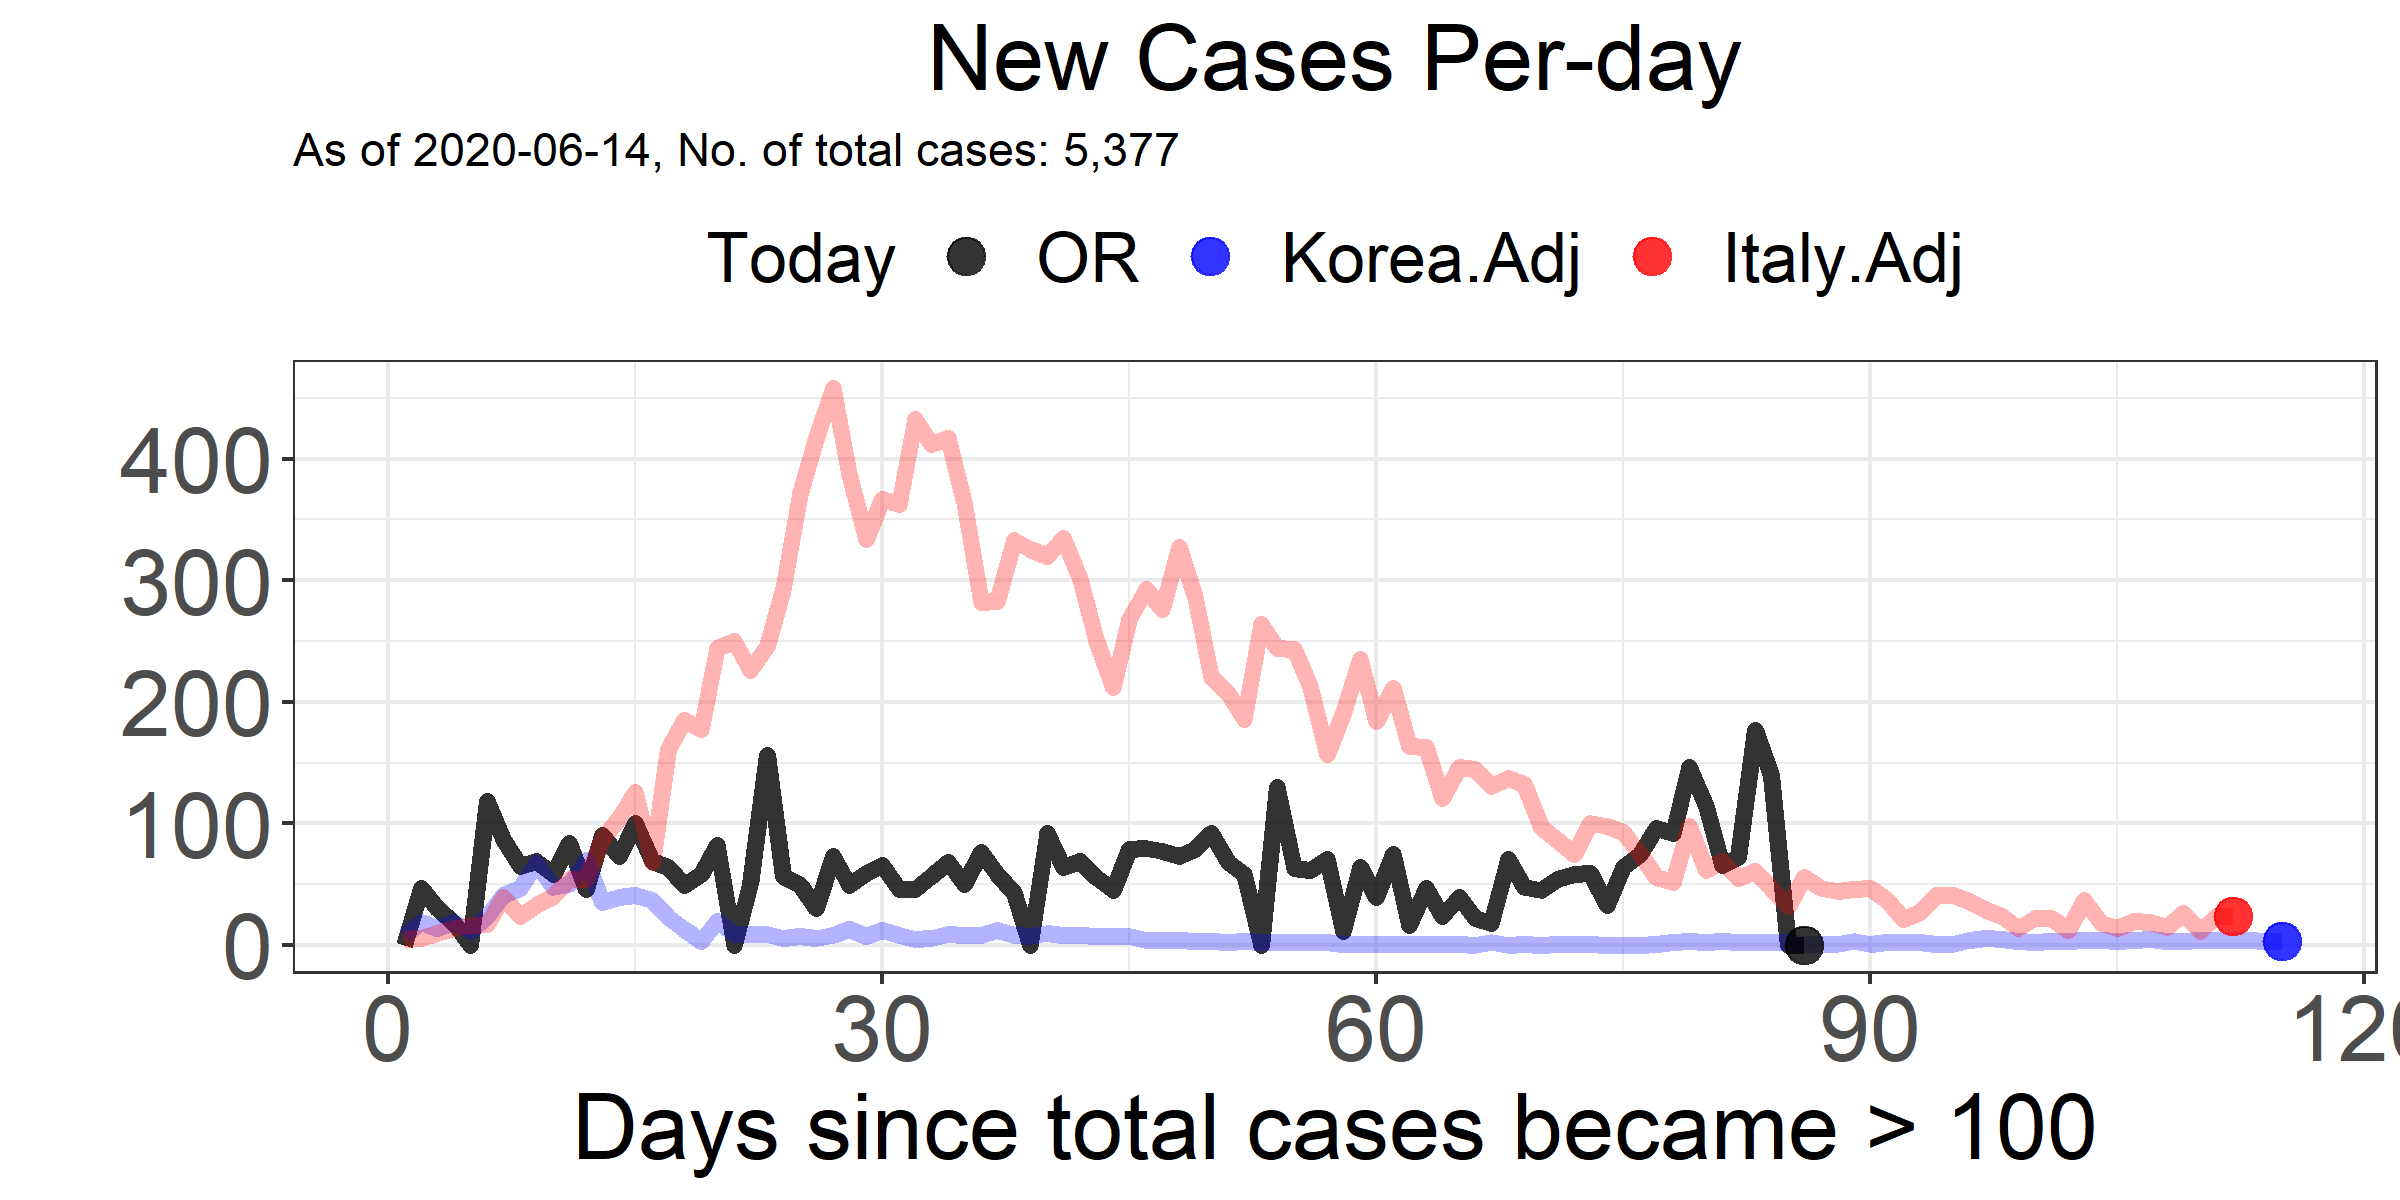 New Cases Per-day
As of 2020-06-14, No. of total cases: 5,377
Today OR Korea.Adj Italy.Adj
400
300
200
100
0
0 30 60 90 120
Days since total cases became > 100